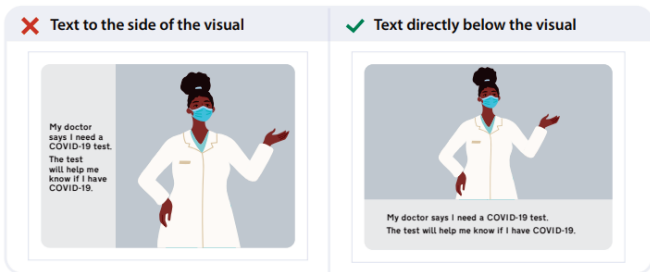 Text to the side of the visual
Text directly below the visual
My doctor
says I need a
COVID-19 test.
The test
will help me
know if I have
COVID-19.
My doctor says I need a COVID-19 test.
The test will help me know if I have COVID-19.